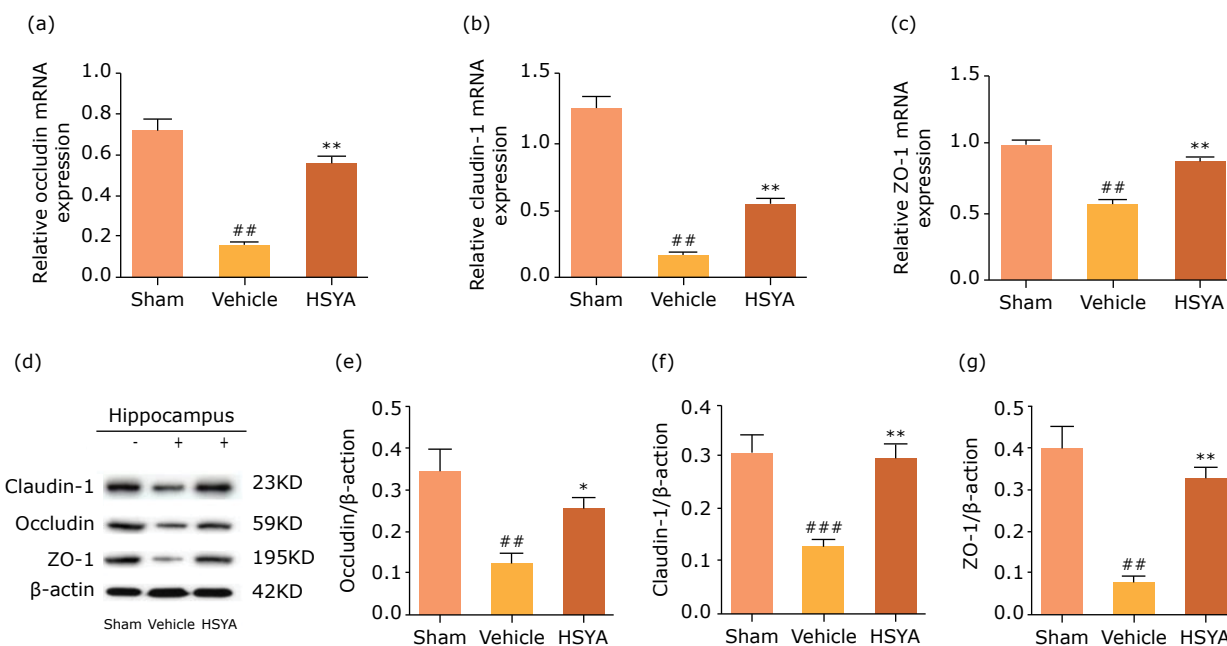 (a)
Relative occludin mRNA
expression
1.0
0.8
0.6
0.4
0.2
0.0
##
**
Sham Vehicle HSYA
(b)
Relative claudin-1 mRNA
expression
1.5
1.0
0.5
0.0
##
**
Sham Vehicle HSYA
(c)
Relative ZO-1 mRNA
expression
1.5
1.0
0.5
0.0
##
**
Sham Vehicle HSYA
(d)
Hippocampus
- + +
Claudin-1 23KD
Occludin 59KD
ZO-1 195KD
β-actin 42KD
Sham Vehicle HSYA
(e)
Occludin/β-action
0.5
0.4
0.3
0.2
0.1
0.0
##
*
Sham Vehicle HSYA
(f)
Claudin-1/β-action
0.4
0.3
0.2
0.1
0.0
###
**
Sham Vehicle HSYA
(g)
ZO-1/β-action
0.5
0.4
0.3
0.2
0.1
0.0
##
**
Sham Vehicle HSYA